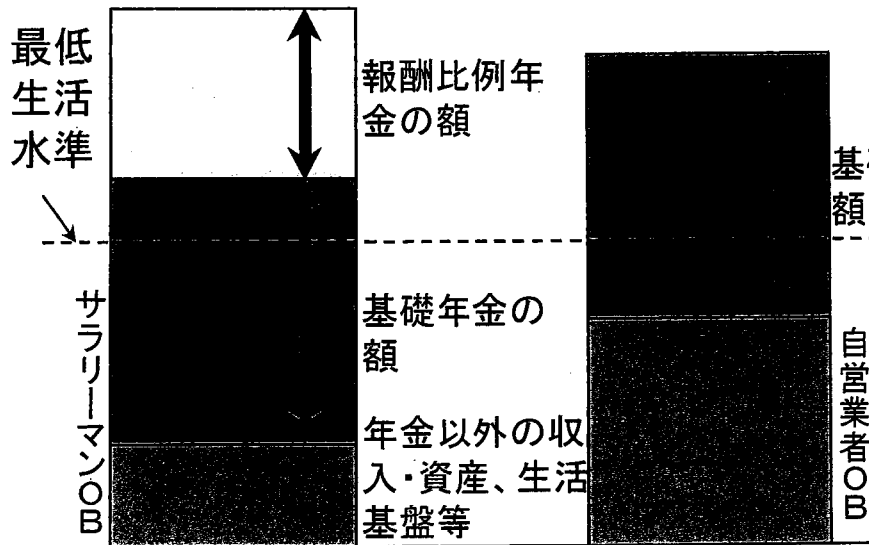 最低
生活
水準
報酬比例年
金の額
基礎年金の
額
年金以外の収
入・資産、生活
基盤等
サラリーマンOB
基
額
自営業者OB